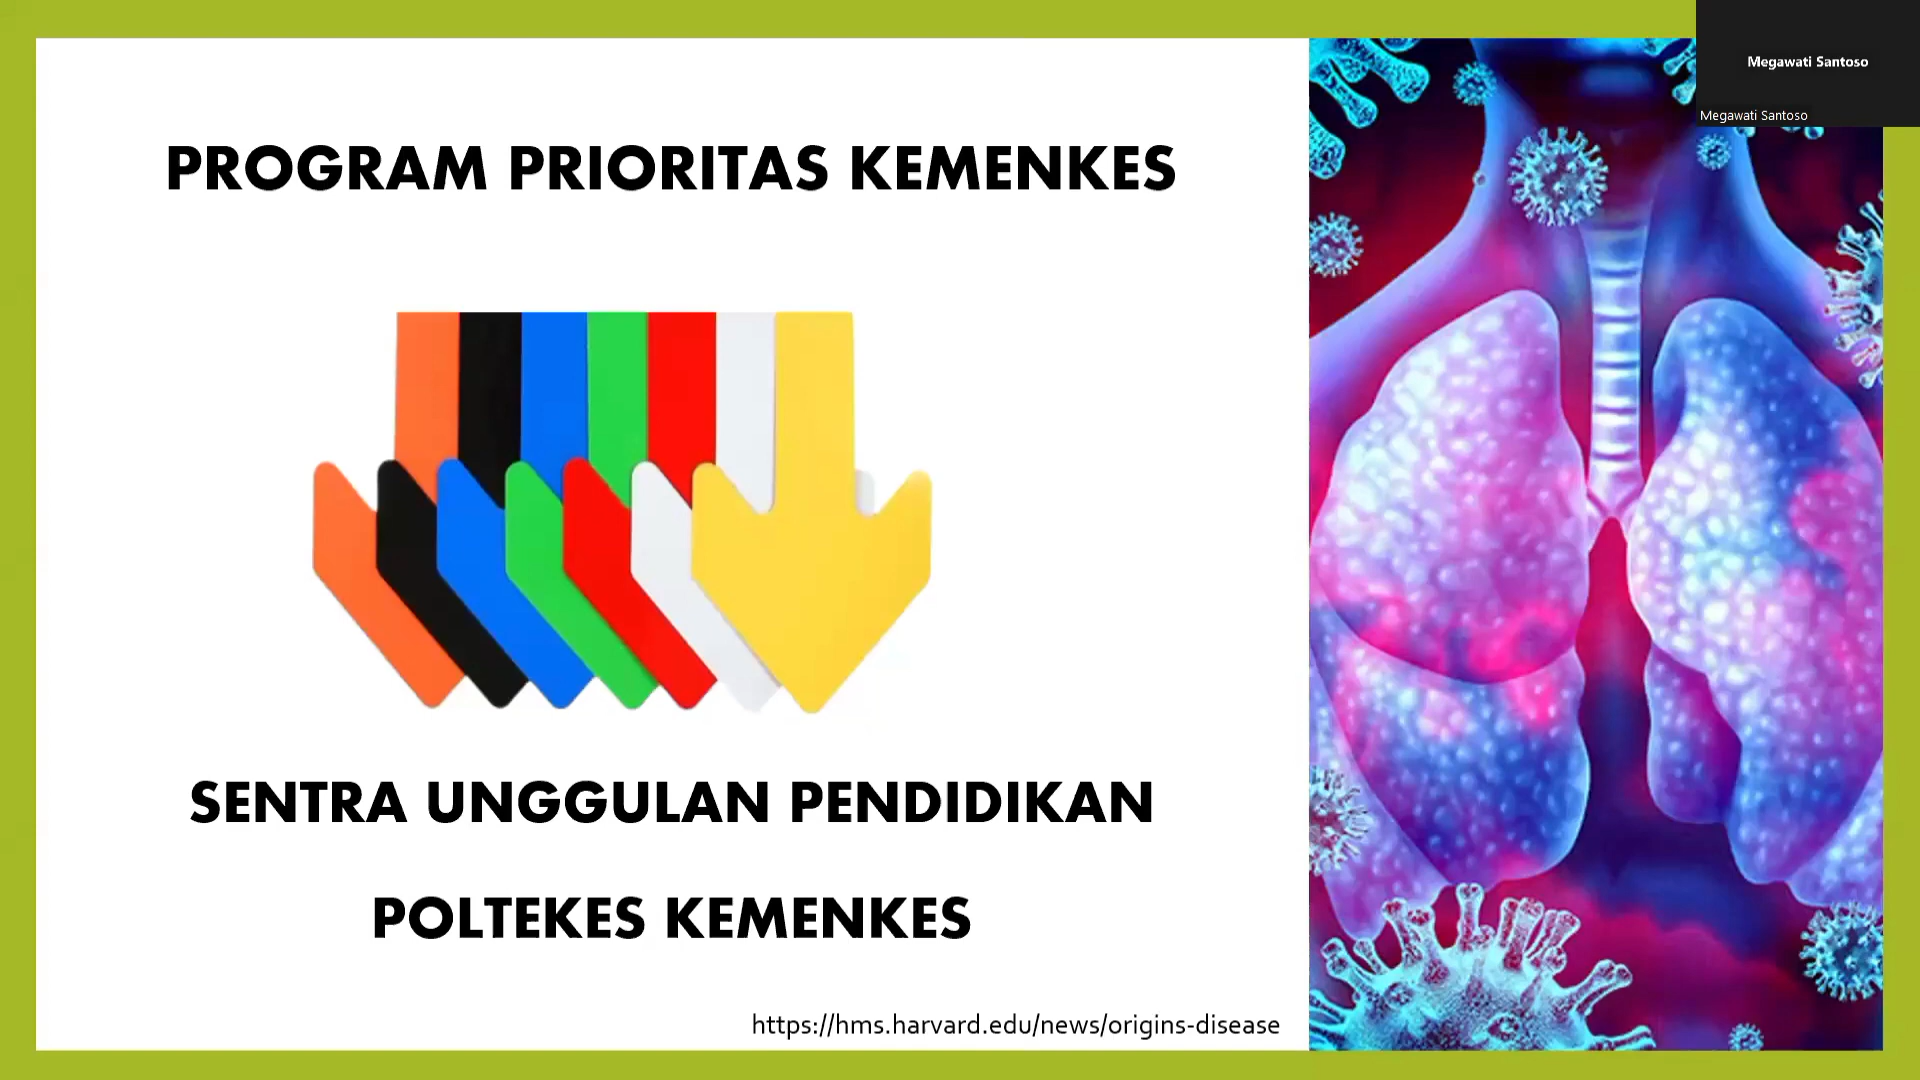 Megawati Santoso
Megawati Santoso
PROGRAM PRIORITAS KEMENKES
SENTRA UNGGULAN PENDIDIKAN
POLTEKES KEMENKES
https://hms.harvard.edu/news/origins-disease